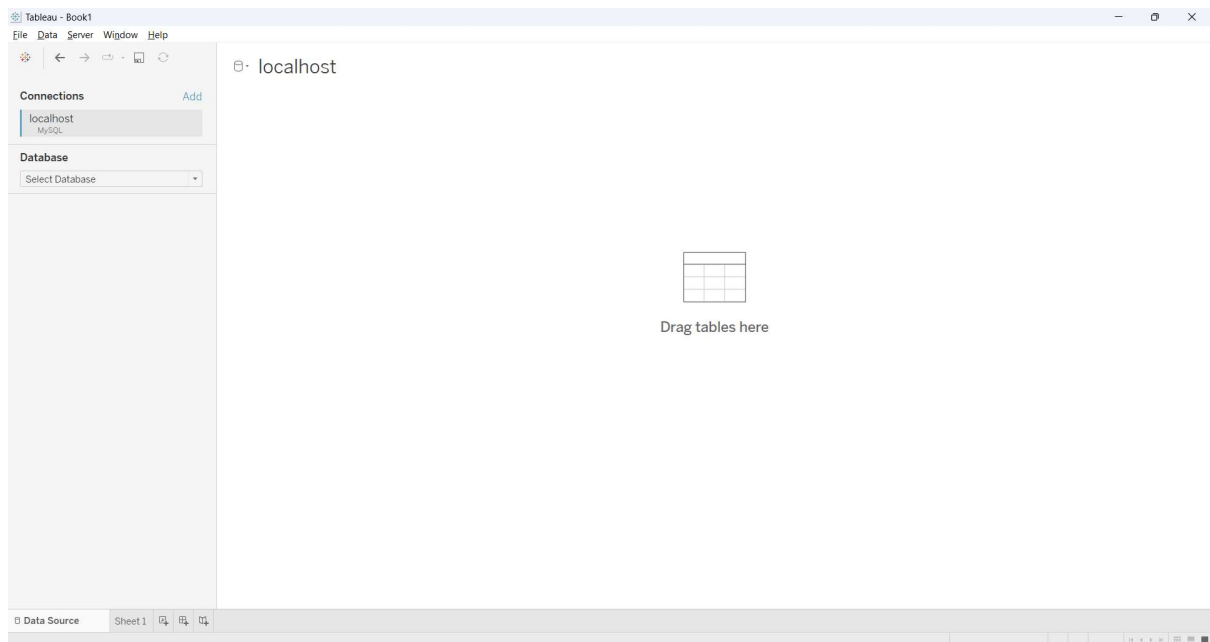 Tableau - Book1
File Data Server Window Help
localhost
Connections Add
localhost
MySQL
Database
Select Database
Drag tables here
Data Source Sheet 1